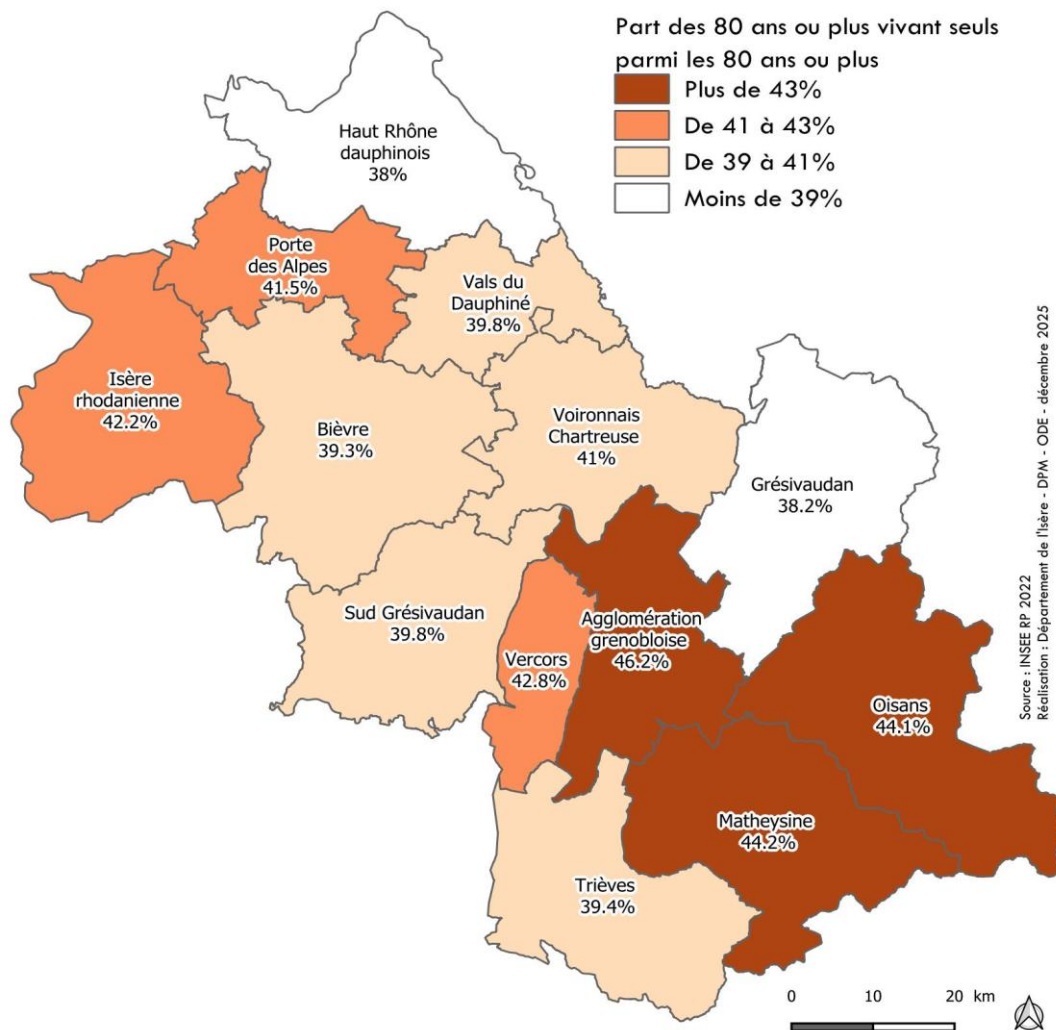 Part des 80 ans ou plus vivant seuls
parmi les 80 ans ou plus
Plus de 43%
De 41 à 43%
De 39 à 41%
Moins de 39%
Haut Rhône
dauphinois
38%
Porte
des Alpes
41.5%
Vals du
Dauphiné
39.8%
Isère
rhodanienne
42.2%
Bièvre
39.3%
Voironnais
Chartreuse
41%
Grésivaudan
38.2%
Sud Grésivaudan
39.8%
Vercors
42.8%
Agglomération
grenobloise
46.2%
Oisans
44.1%
Matheysine
44.2%
Trièves
39.4%
Source : INSEE RP 2022
Réalisation : Département de l'Isère - DPM - ODE - décembre 2025
0 10 20 km